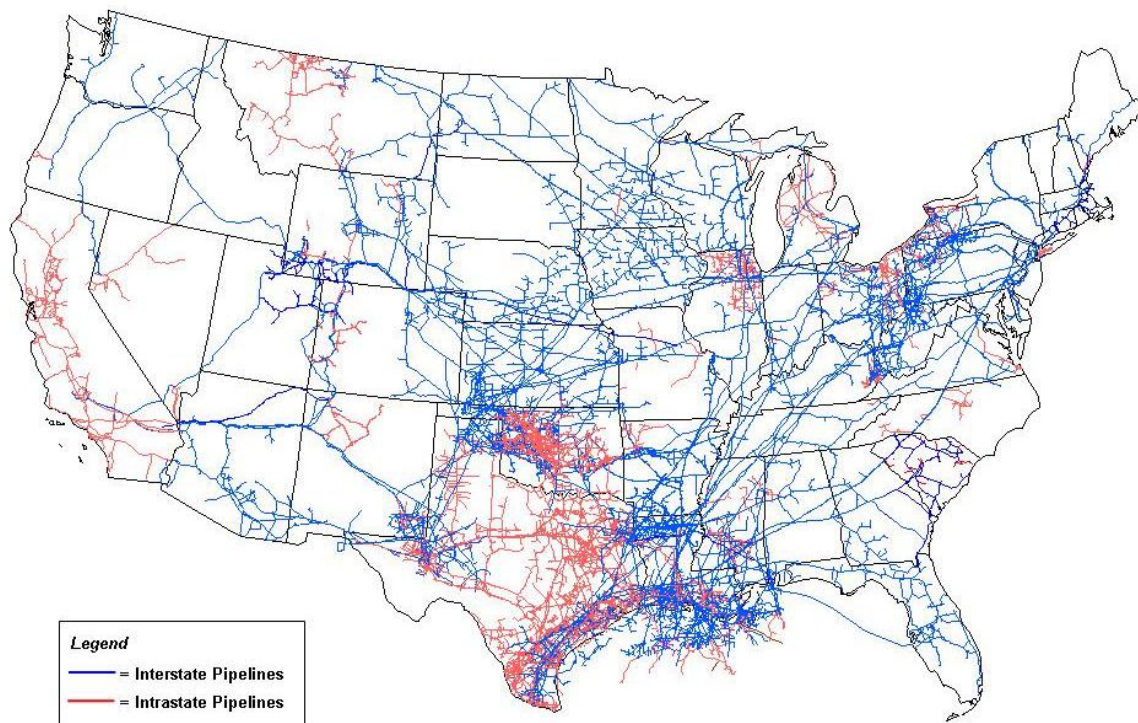 Legend
= Interstate Pipelines
= Intrastate Pipelines